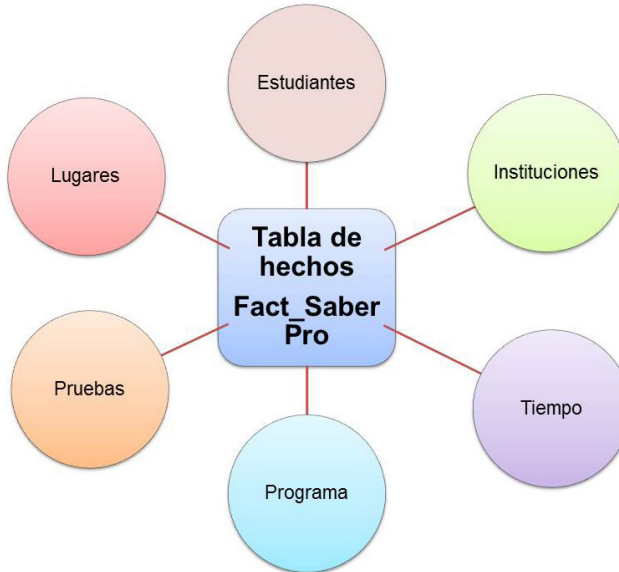 Estudiantes
Lugares
Instituciones
Tabla de
hechos
Fact_Saber
Pro
Pruebas
Tiempo
Programa